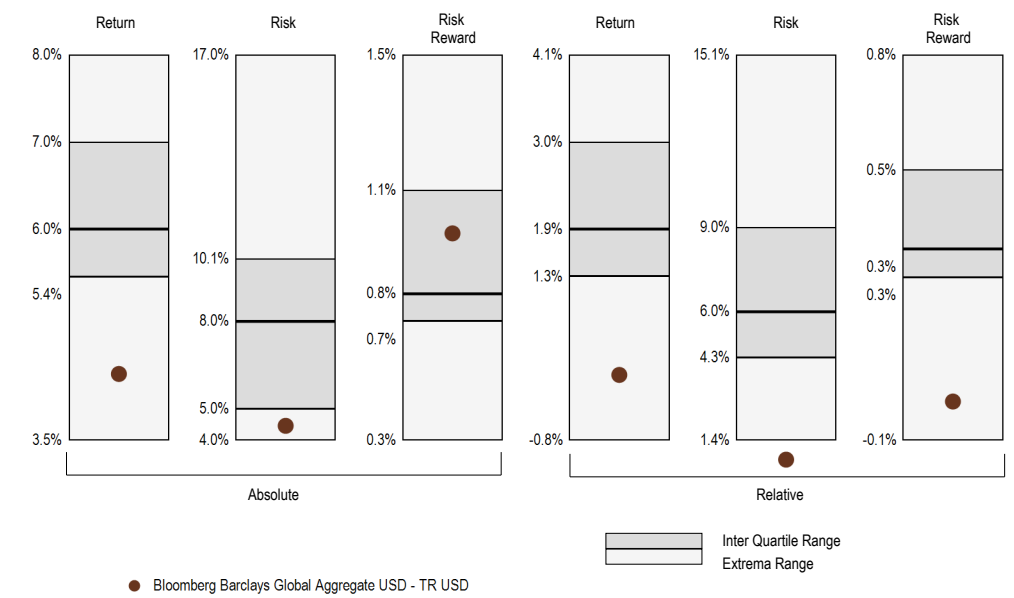 Return
Risk
Risk
Reward
Return
Risk
Risk
Reward
8.0%
7.0%
6.0%
5.4%
3.5%
17.0%
10.1%
8.0%
5.0%
4.0%
1.5%
1.1%
0.8%
0.7%
0.3%
4.1%
3.0%
1.9%
1.3%
-0.8%
15.1%
9.0%
6.0%
4.3%
1.4%
0.8%
0.5%
0.3%
0.3%
-0.1%
Absolute
Relative
Inter Quartile Range
Extrema Range
Bloomberg Barclays Global Aggregate USD - TR USD